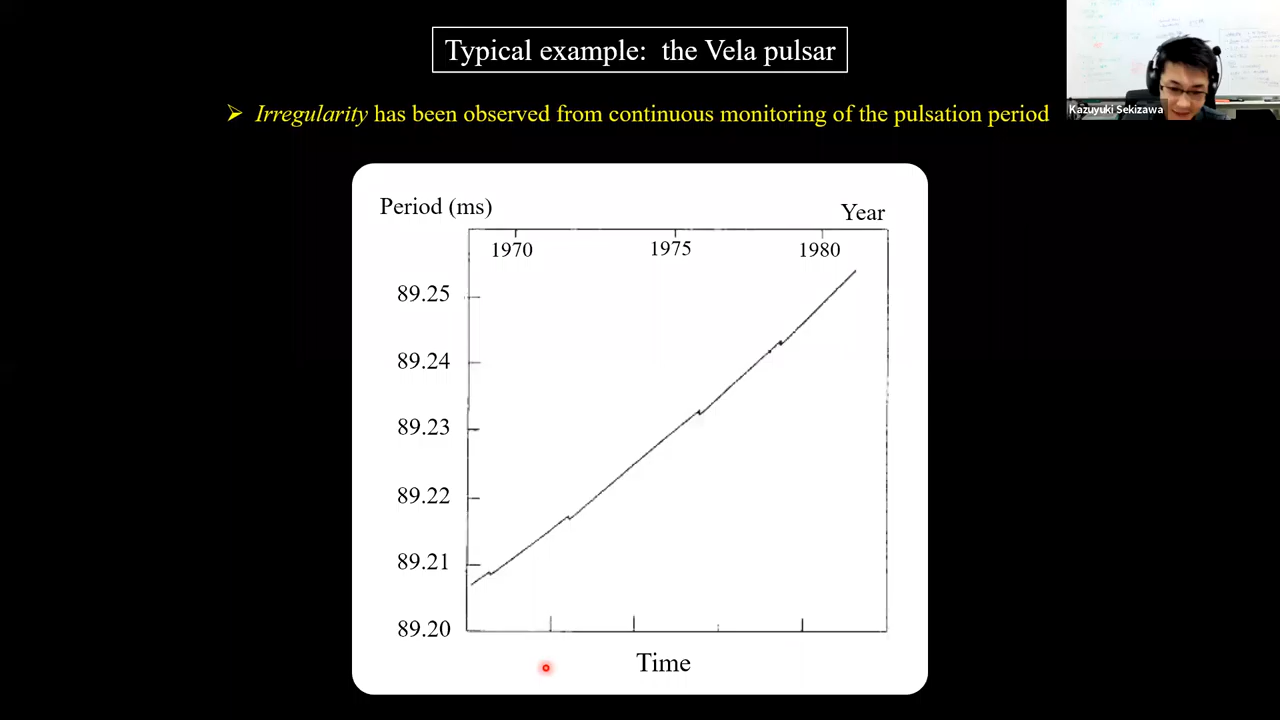 Typical example: the Vela pulsar
Kazuyuki Sekizawa
➢ Irregularity has been observed from continuous monitoring of the pulsation period
Period (ms)
Year
1970 1975 1980
89.25
89.24
89.23
89.22
89.21
89.20
Time